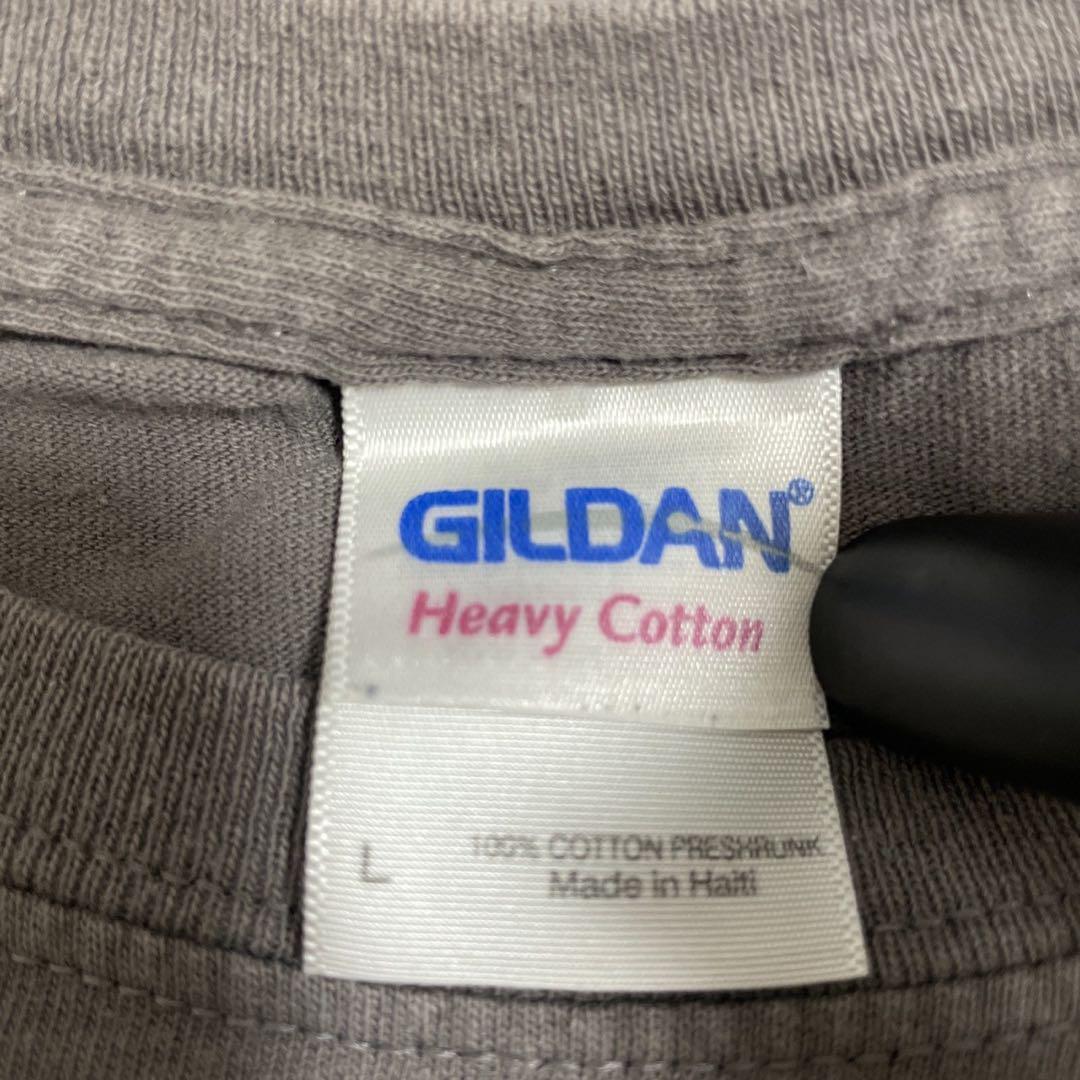 GILDAN®
Heavy Cotton
L
100% COTTON PRESHRUNK
Made in Haiti